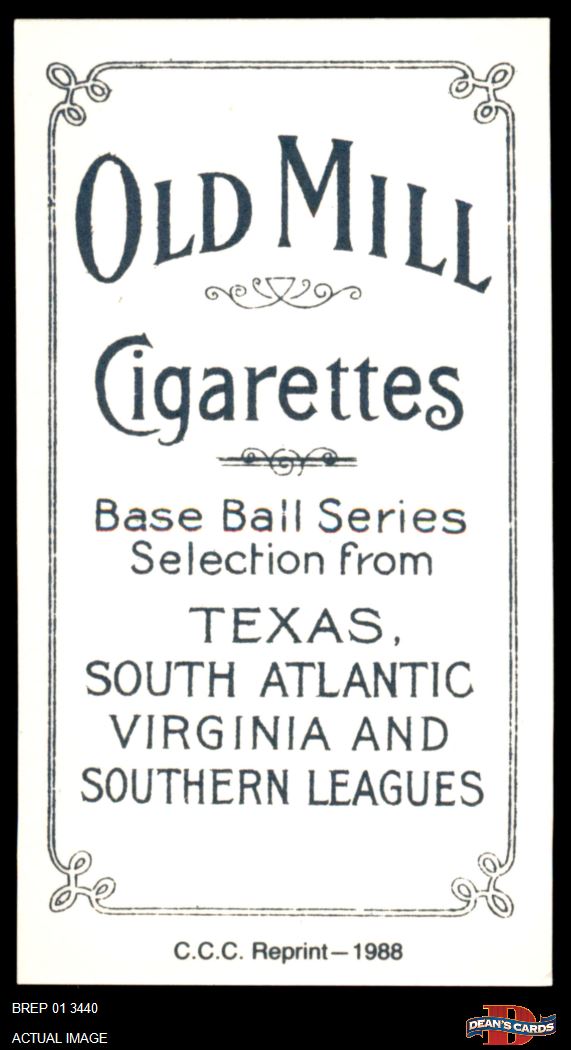 OLD MILL
Cigarettes
Base Ball Series
Selection from
TEXAS,
SOUTH ATLANTIC
VIRGINIA AND
SOUTHERN LEAGUES
C.C.C. Reprint—1988
BREP 01 3440
ACTUAL IMAGE
D
DEAN'S CARDS